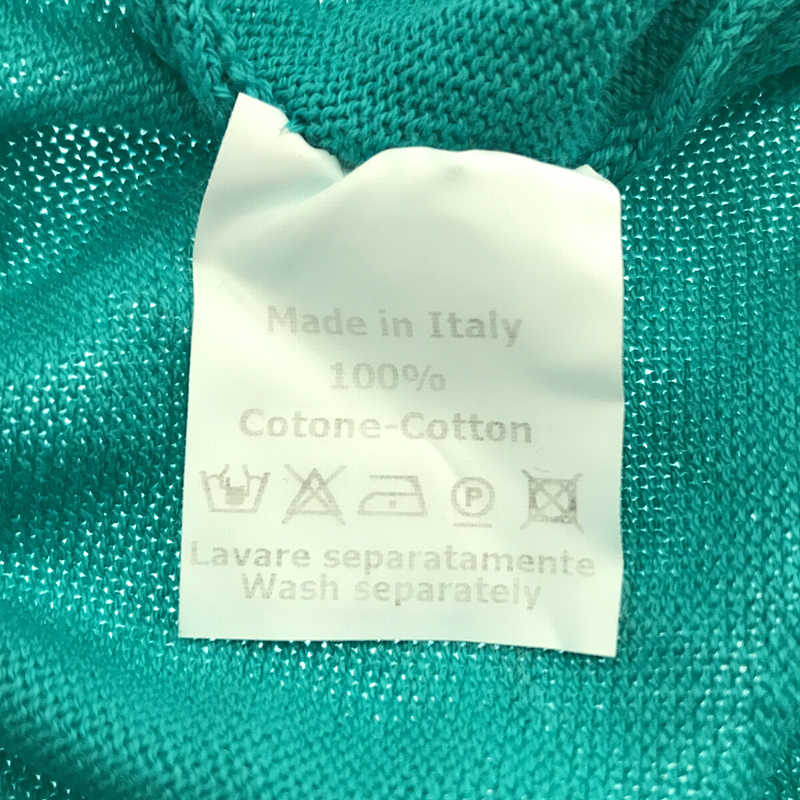 Made in Italy
100%
Cotone-Cotton
P
Lavare separatamente
Wash separately